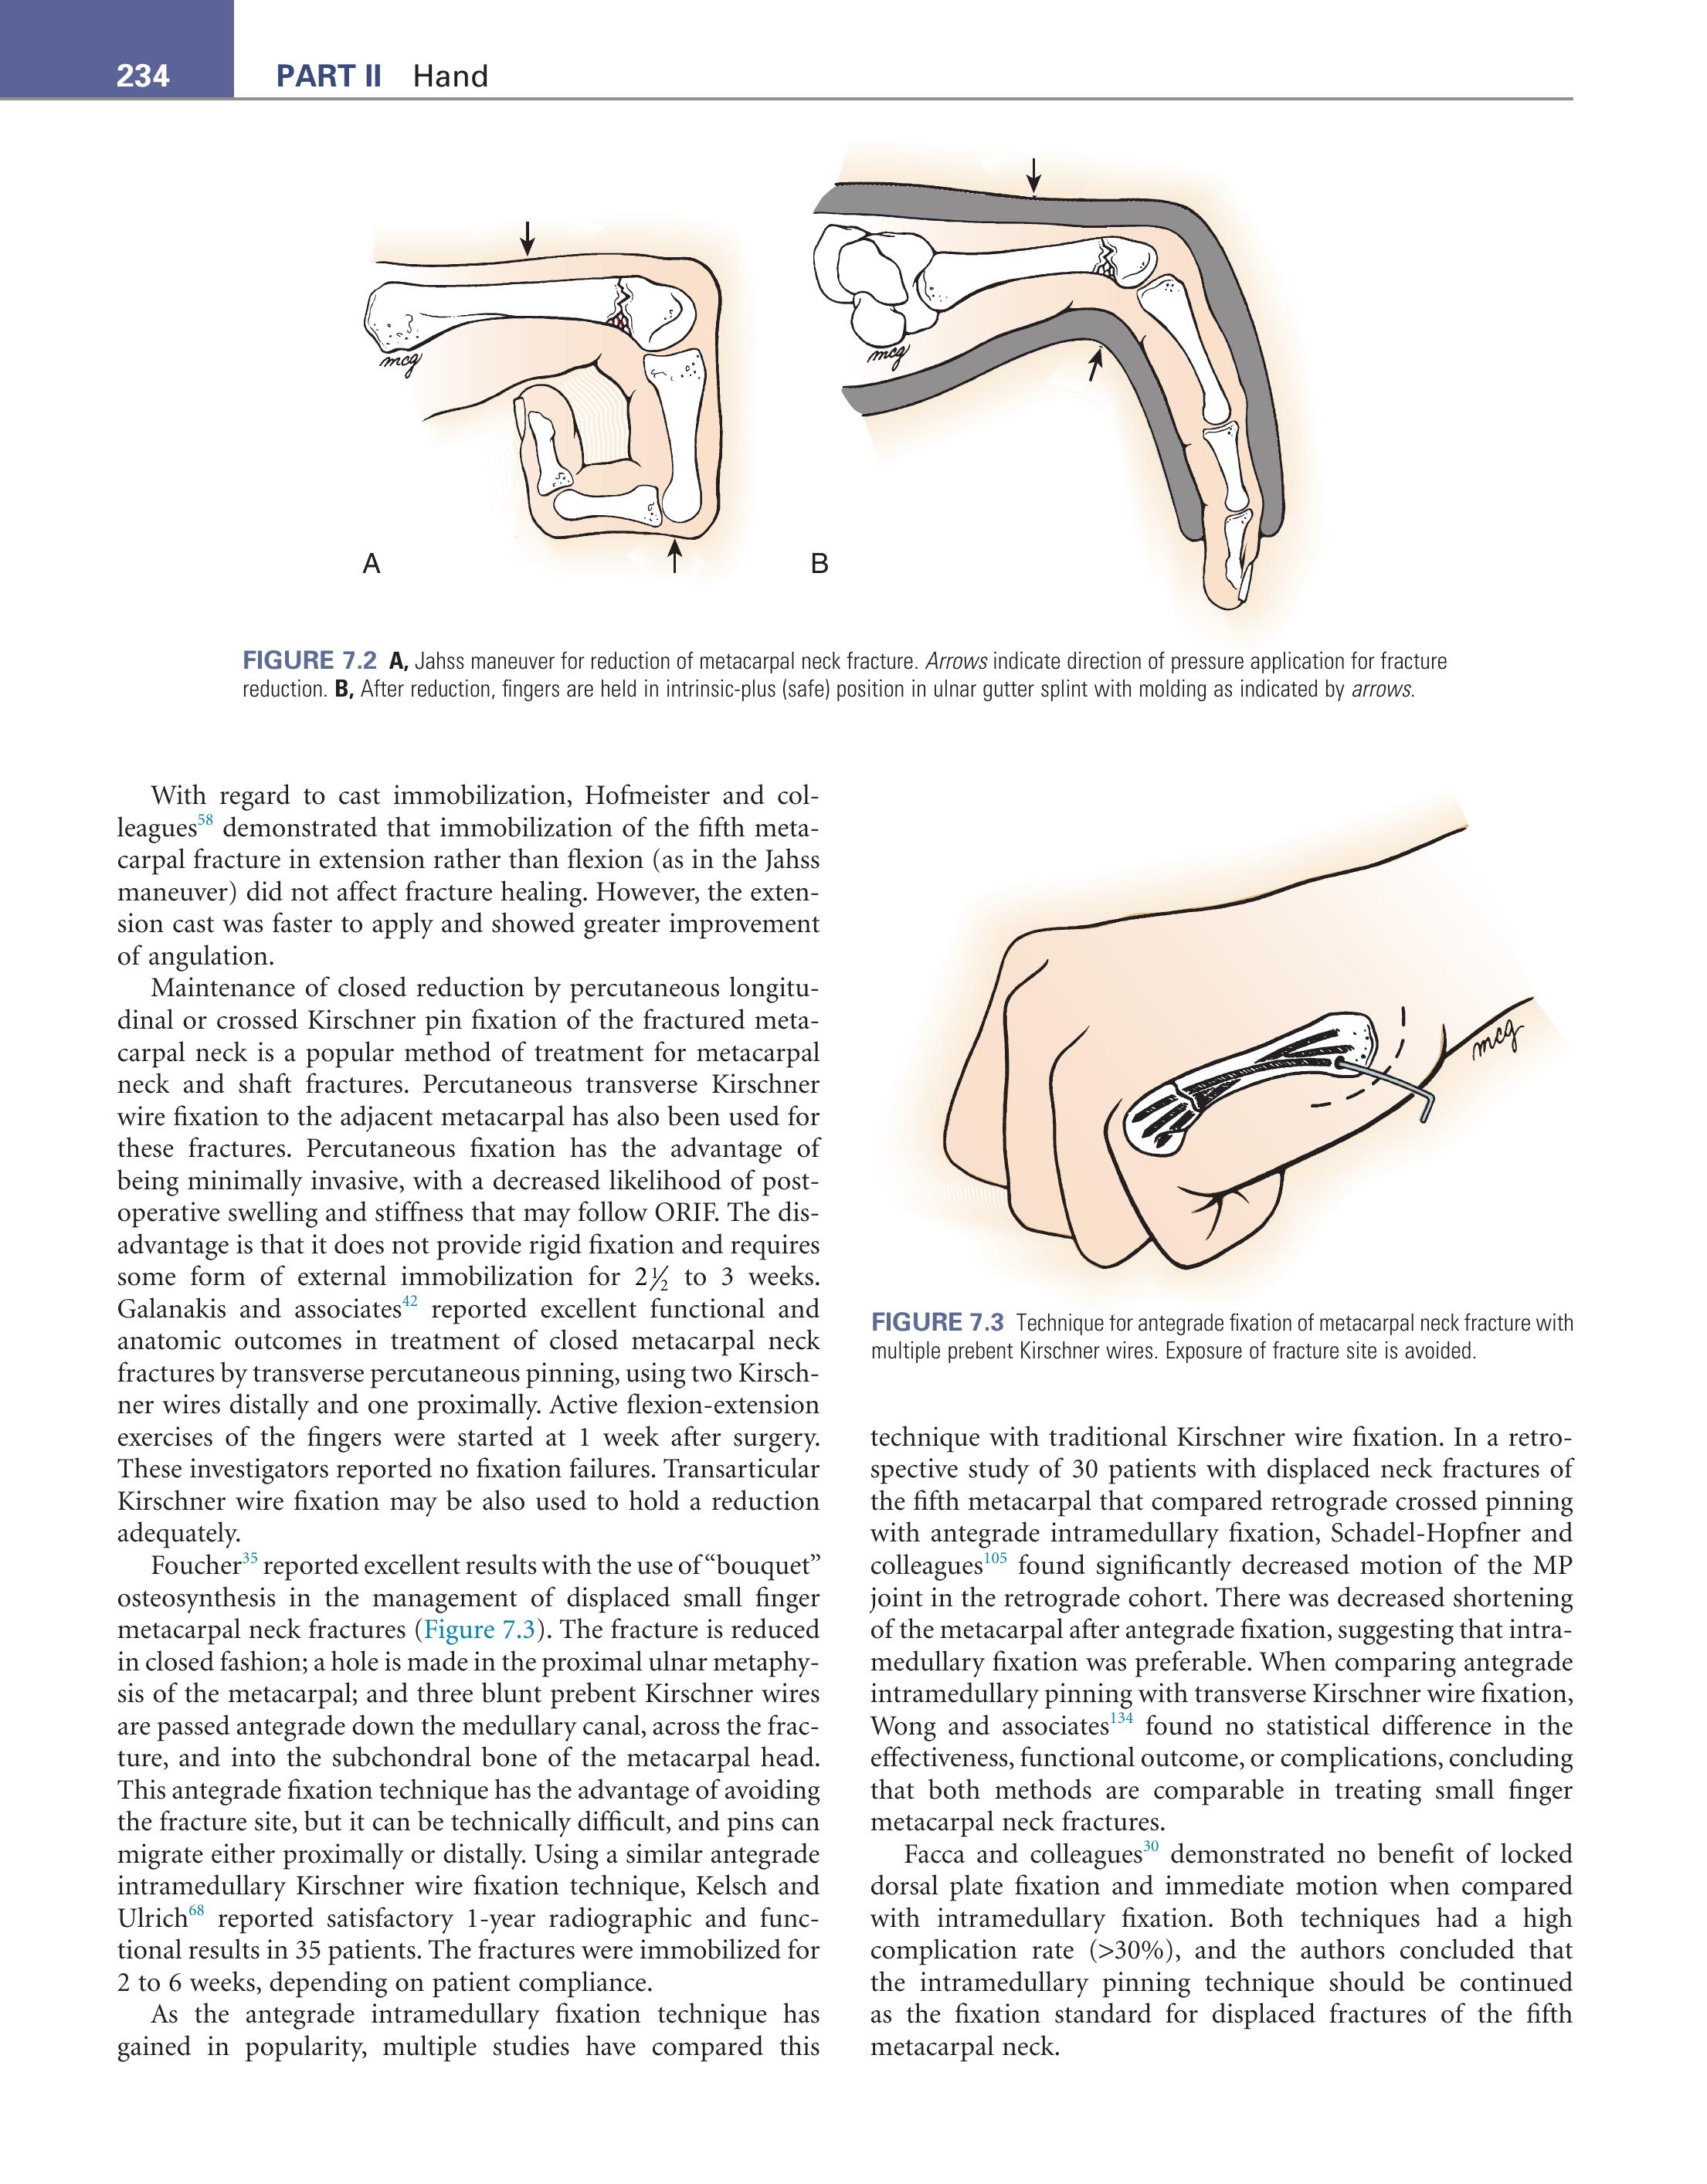 234
PART II Hand
mcg
A
mcg
B
FIGURE 7.2 A, Jahss maneuver for reduction of metacarpal neck fracture. Arrows indicate direction of pressure application for fracture
reduction. B, After reduction, fingers are held in intrinsic-plus (safe) position in ulnar gutter splint with molding as indicated by arrows.
With regard to cast immobilization, Hofmeister and col-
leagues58 demonstrated that immobilization of the fifth meta-
carpal fracture in extension rather than flexion (as in the Jahss
maneuver) did not affect fracture healing. However, the exten-
sion cast was faster to apply and showed greater improvement
of angulation.
Maintenance of closed reduction by percutaneous longitu-
dinal or crossed Kirschner pin fixation of the fractured meta-
carpal neck is a popular method of treatment for metacarpal
neck and shaft fractures. Percutaneous transverse Kirschner
wire fixation to the adjacent metacarpal has also been used for
these fractures. Percutaneous fixation has the advantage of
being minimally invasive, with a decreased likelihood of post-
operative swelling and stiffness that may follow ORIF. The dis-
advantage is that it does not provide rigid fixation and requires
some form of external immobilization for 2½ to 3 weeks.
Galanakis and associates42 reported excellent functional and
anatomic outcomes in treatment of closed metacarpal neck
fractures by transverse percutaneous pinning, using two Kirsch-
ner wires distally and one proximally. Active flexion-extension
exercises of the fingers were started at 1 week after surgery.
These investigators reported no fixation failures. Transarticular
Kirschner wire fixation may be also used to hold a reduction
adequately.
Foucher35 reported excellent results with the use of “bouquet”
osteosynthesis in the management of displaced small finger
metacarpal neck fractures (Figure 7.3). The fracture is reduced
in closed fashion; a hole is made in the proximal ulnar metaphy-
sis of the metacarpal; and three blunt prebent Kirschner wires
are passed antegrade down the medullary canal, across the frac-
ture, and into the subchondral bone of the metacarpal head.
This antegrade fixation technique has the advantage of avoiding
the fracture site, but it can be technically difficult, and pins can
migrate either proximally or distally. Using a similar antegrade
intramedullary Kirschner wire fixation technique, Kelsch and
Ulrich68 reported satisfactory 1-year radiographic and func-
tional results in 35 patients. The fractures were immobilized for
2 to 6 weeks, depending on patient compliance.
As the antegrade intramedullary fixation technique has
gained in popularity, multiple studies have compared this
mcg
FIGURE 7.3 Technique for antegrade fixation of metacarpal neck fracture with
multiple prebent Kirschner wires. Exposure of fracture site is avoided.
technique with traditional Kirschner wire fixation. In a retro-
spective study of 30 patients with displaced neck fractures of
the fifth metacarpal that compared retrograde crossed pinning
with antegrade intramedullary fixation, Schadel-Hopfner and
colleagues105 found significantly decreased motion of the MP
joint in the retrograde cohort. There was decreased shortening
of the metacarpal after antegrade fixation, suggesting that intra-
medullary fixation was preferable. When comparing antegrade
intramedullary pinning with transverse Kirschner wire fixation,
Wong and associates134 found no statistical difference in the
effectiveness, functional outcome, or complications, concluding
that both methods are comparable in treating small finger
metacarpal neck fractures.
Facca and colleagues30 demonstrated no benefit of locked
dorsal plate fixation and immediate motion when compared
with intramedullary fixation. Both techniques had a high
complication rate (>30%), and the authors concluded that
the intramedullary pinning technique should be continued
as the fixation standard for displaced fractures of the fifth
metacarpal neck.